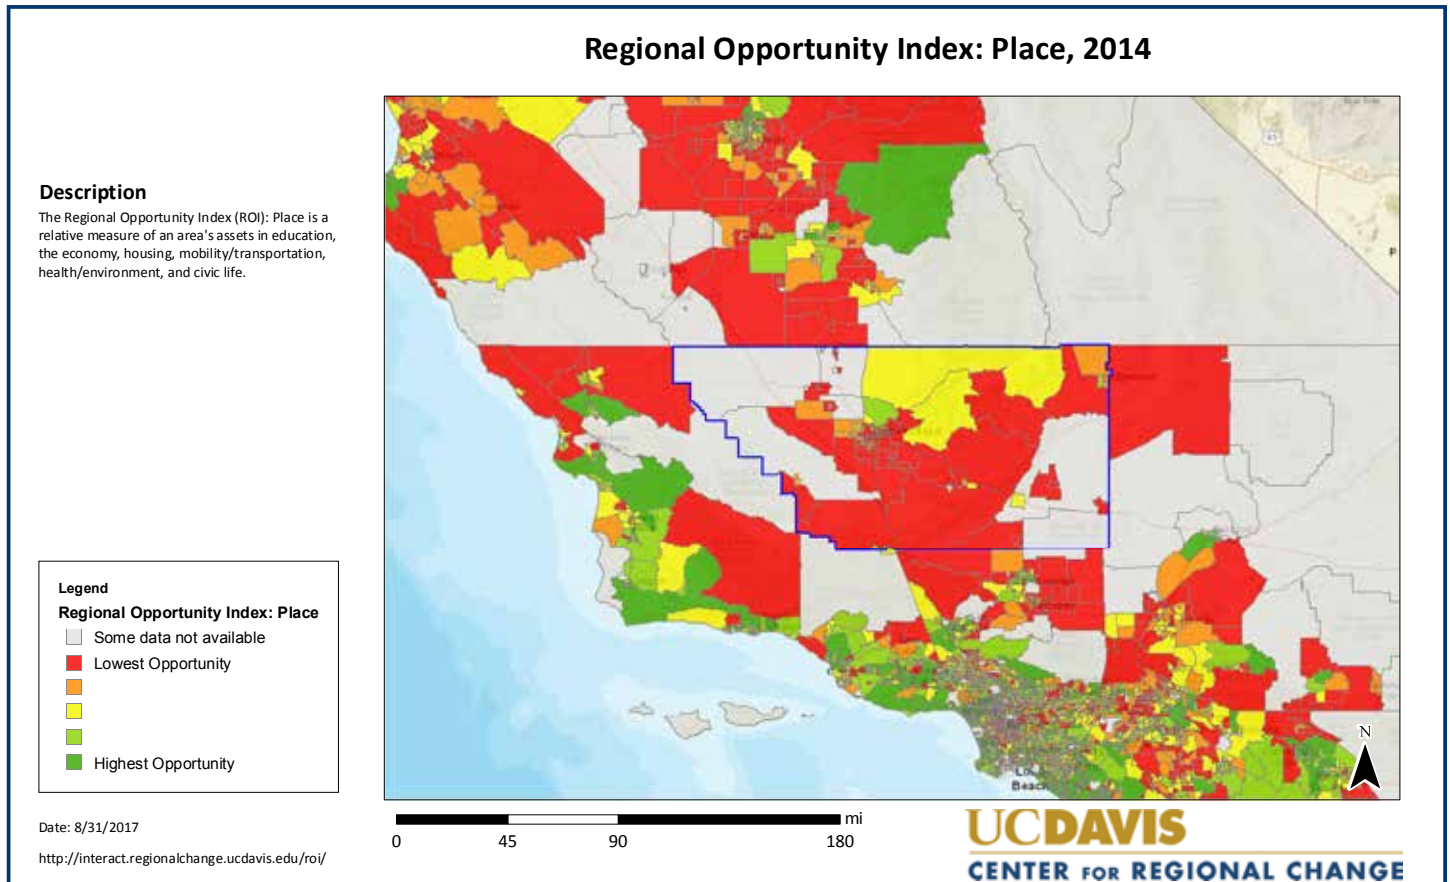 Regional Opportunity Index: Place, 2014
Description
The Regional Opportunity Index (ROI): Place is a
relative measure of an area's assets in education,
the economy, housing, mobility/transportation,
health/environment, and civic life.
Legend
Regional Opportunity Index: Place
Some data not available
Lowest Opportunity
Highest Opportunity
Date: 8/31/2017
http://interact.regionalchange.ucdavis.edu/roi/
Beach
N
0 45 90 180 mi
UCDAVIS
CENTER FOR REGIONAL CHANGE